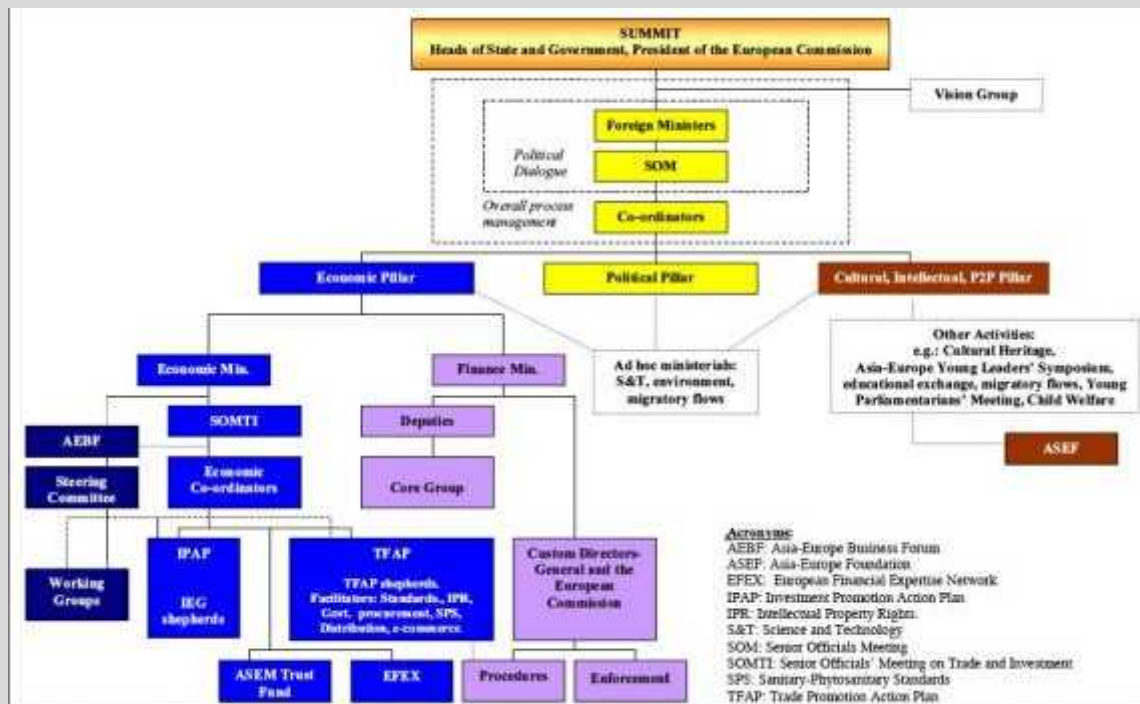 SUMMIT
Heads of State and Government, President of the European Commission
Vision Group
Foreign Ministers
Political
Dialogue
SOM
Overall process
management
Co-ordinators
Economic Pillar
Political Pillar
Cultural, Intellectual, P2P Pillar
Other Activities:
e.g.: Cultural Heritage,
Asia-Europe Young Leaders' Symposium,
educational exchange, migratory flows, Young
Parliamentarians' Meeting, Child Welfare
Ad hoc ministerials:
S&T, environment,
migratory flows
Economic Min.
Finance Min.
SOMTI
Deputies
AEBF
ASEF
Steering
Committee
Economic
Co-ordinators
Core Group
IPAP
IEG
shepherds
TFAP
TFAP shepherds.
Facilitators: Standards., IPR,
Govt. procurement, SPS,
Distribution, e-commerce
Custom Directors-
General and the
European
Commission
Working
Groups
ASEM Trust
Fund
EFEX
Procedures
Enforcement
Acronyms:
AEBF: Asia-Europe Business Forum
ASEF: Asia-Europe Foundation
EFEX: European Financial Expertise Network
IPAP: Investment Promotion Action Plan
IPR: Intellectual Property Rights.
S&T: Science and Technology
SOM: Senior Officials Meeting
SOMTI: Senior Officials' Meeting on Trade and Investment
SPS: Sanitary-Phytosanitary Standards
TFAP: Trade Promotion Action Plan